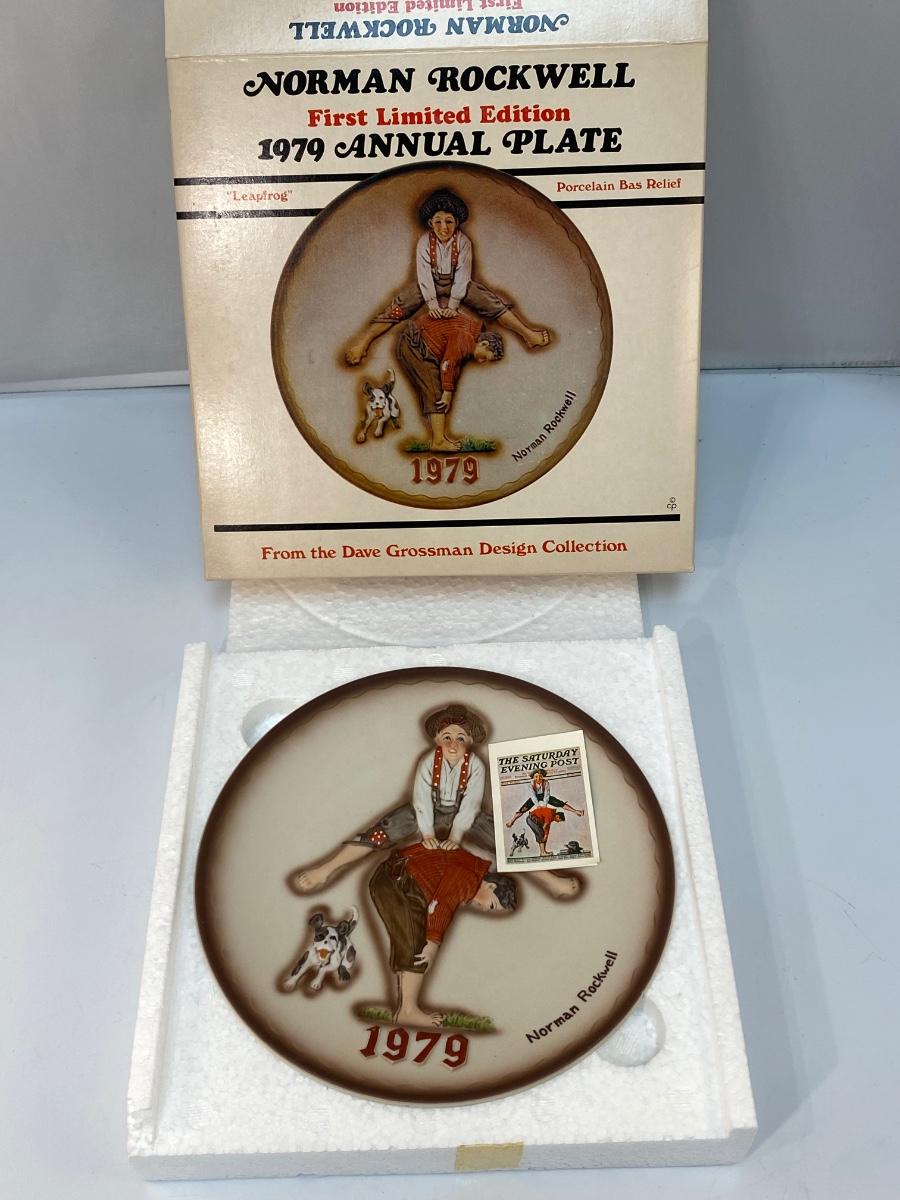 First Limited Edition
NORMAN ROCKWELL
NORMAN ROCKWELL
First Limited Edition
1979 ANNUAL PLATE
"Leapfrog"
Porcelain Bas Relief
Norman Rockwell
1979
© cp
From the Dave Grossman Design Collection
THE SATURDAY
EVENING POST
Norman Rockwell
1979